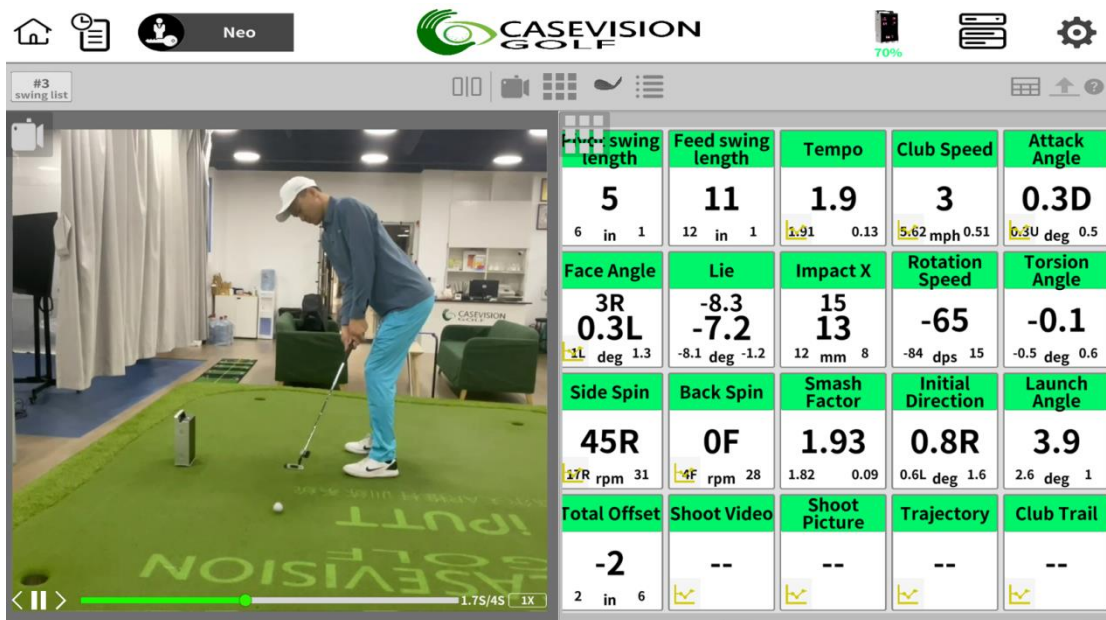 Neo
CASEVISION
GOLF
70%
#3
swing list
swing
length
Feed swing
length
Tempo
Club Speed
Attack
Angle
5
11
1.9
3
0.3D
6 in 1
12 in 1
1.91 0.13
5.62 mph 0.51
0.3U deg 0.5
Face Angle
Lie
Impact X
Rotation
Speed
Torsion
Angle
3R
0.3L
-8.3
-7.2
15
13
-65
-0.1
1L deg 1.3
-8.1 deg -1.2
12 mm 8
-84 dps 15
-0.5 deg 0.6
Side Spin
Back Spin
Smash
Factor
Initial
Direction
Launch
Angle
45R
0F
1.93
0.8R
3.9
17R rpm 31
4F rpm 28
1.82 0.09
0.6L deg 1.6
2.6 deg 1
Total Offset
Shoot Video
Shoot
Picture
Trajectory
Club Trail
-2
--
--
--
--
2 in 6
CASEVISION
GOLF
iPUTT
GOLF
CASEVISION
1.7S/4S 1X